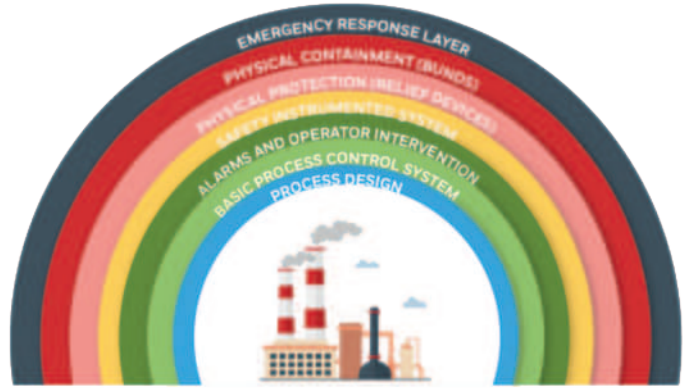 EMERGENCY RESPONSE LAYER
PHYSICAL CONTAINMENT (BUNDS)
PHYSICAL PROTECTION (RELIEF DEVICES)
SAFETY INSTRUMENTED SYSTEM
ALARMS AND OPERATOR INTERVENTION
BASIC PROCESS CONTROL SYSTEM
PROCESS DESIGN